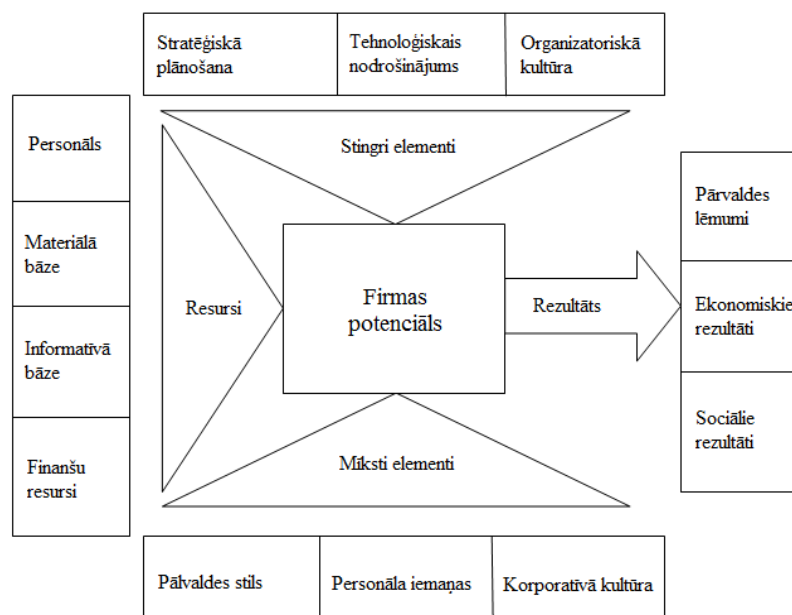 Stratēģiskā
plānošana
Tehnoloģiskais
nodrošinājums
Organizatoriskā
kultūra
Personāls
Materiālā
bāze
Informatīvā
bāze
Finanšu
resursi
Stingri elementi
Resursi
Firmas
potenciāls
Rezultāts
Mīksti elementi
Pārvaldes
lēmumi
Ekonomiskie
rezultāti
Sociālie
rezultāti
Pālvaldes stils
Personāla iemaņas
Korporatīvā kultūra